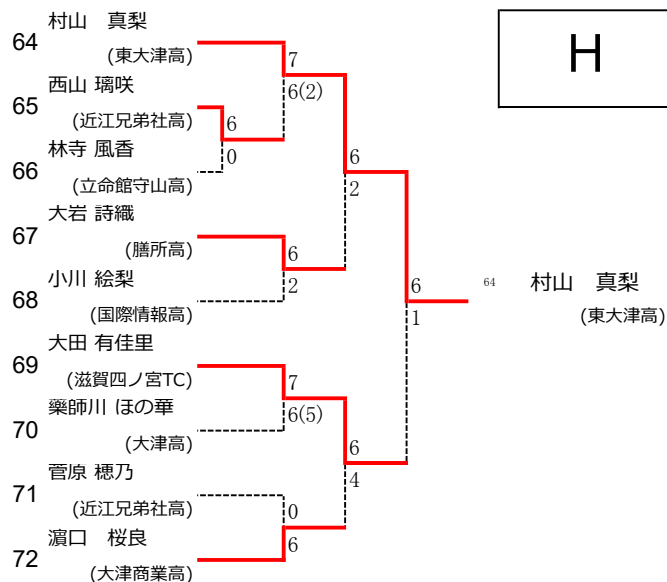 H
64 村山　真梨
(東大津高)
65 西山 璃咲
(近江兄弟社高)
66 林寺 風香
(立命館守山高)
67 大岩 詩織
(膳所高)
68 小川 絵梨
(国際情報高)
69 大田 有佳里
(滋賀四ノ宮TC)
70 藥師川 ほの華
(大津高)
71 菅原 穂乃
(近江兄弟社高)
72 濵口　桜良
(大津商業高)
7
6(2)
6
0
6
2
7
6(5)
0
6
6
2
6
4
6
1
64 村山　真梨
(東大津高)